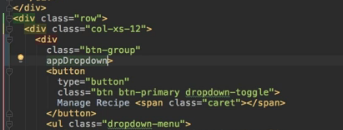 </div>
<div class="row">
<div class="col-xs-12">
<div
class="btn-group"
appDropdown>
<button
type="button"
class="btn btn-primary dropdown-toggle">
Manage Recipe <span class="caret"></span>
</button>
<ul class="dropdown-menu">